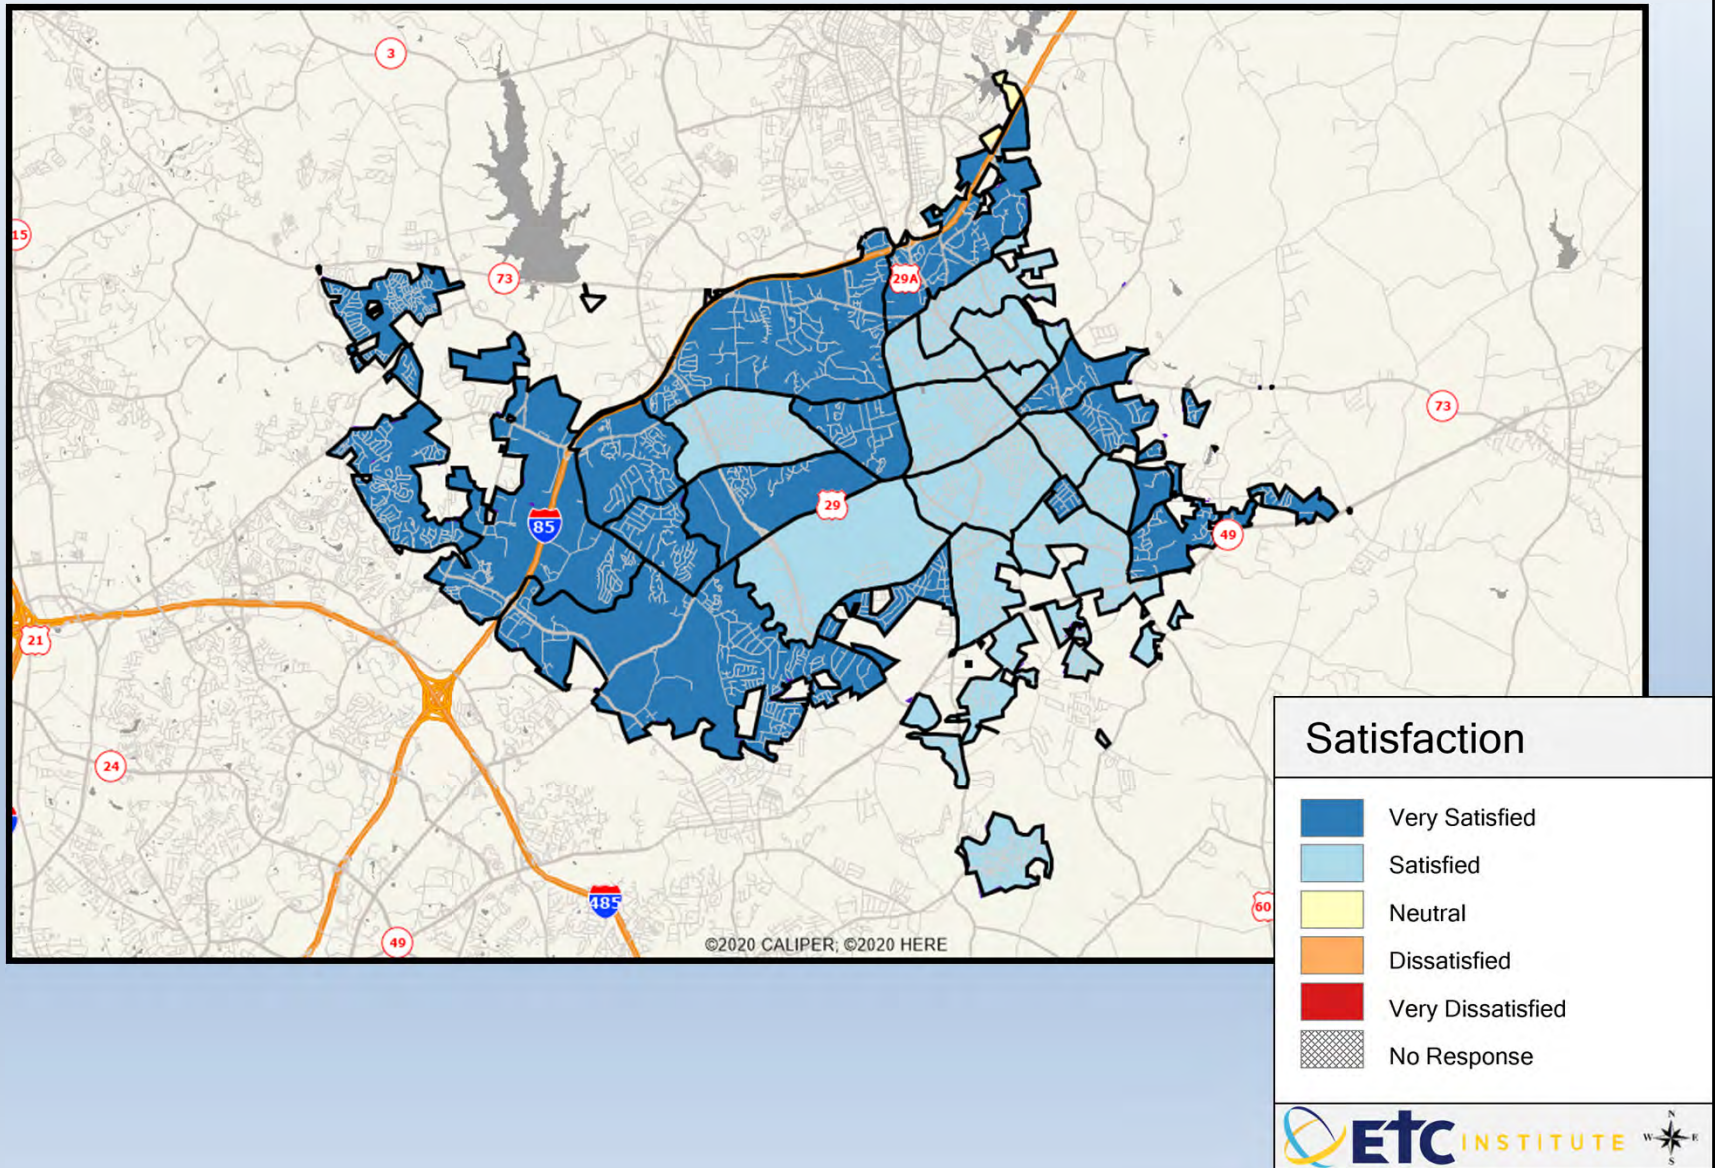 3
15
73
29A
73
29
85
49
21
24
485
60
49
©2020 CALIPER; ©2020 HERE
Satisfaction
Very Satisfied
Satisfied
Neutral
Dissatisfied
Very Dissatisfied
No Response
ETC INSTITUTE
N
W E
S